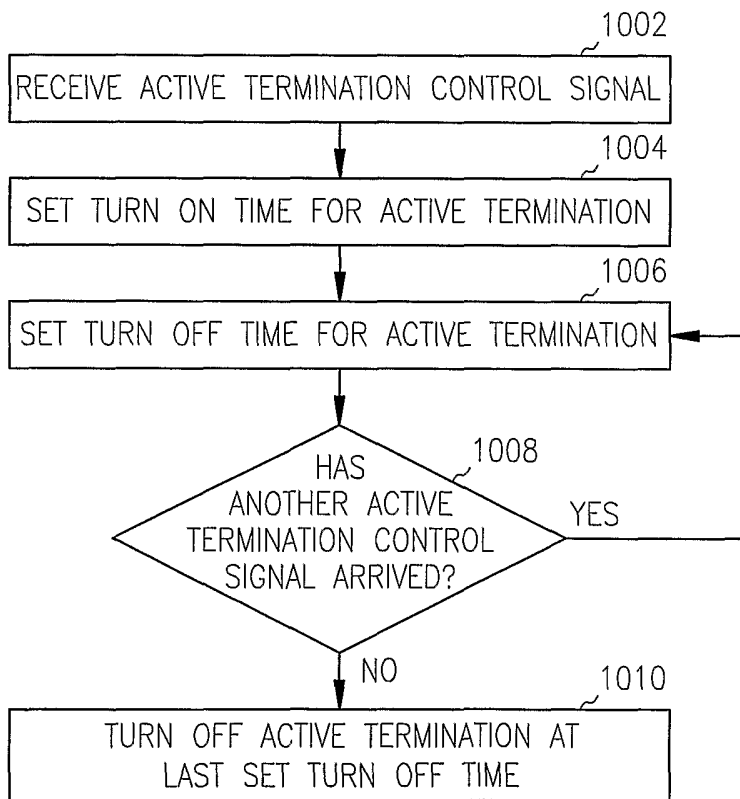 1002
RECEIVE ACTIVE TERMINATION CONTROL SIGNAL
1004
SET TURN ON TIME FOR ACTIVE TERMINATION
1006
SET TURN OFF TIME FOR ACTIVE TERMINATION
1008
HAS
ANOTHER ACTIVE
TERMINATION CONTROL
SIGNAL ARRIVED?
YES
NO
1010
TURN OFF ACTIVE TERMINATION AT
LAST SET TURN OFF TIME